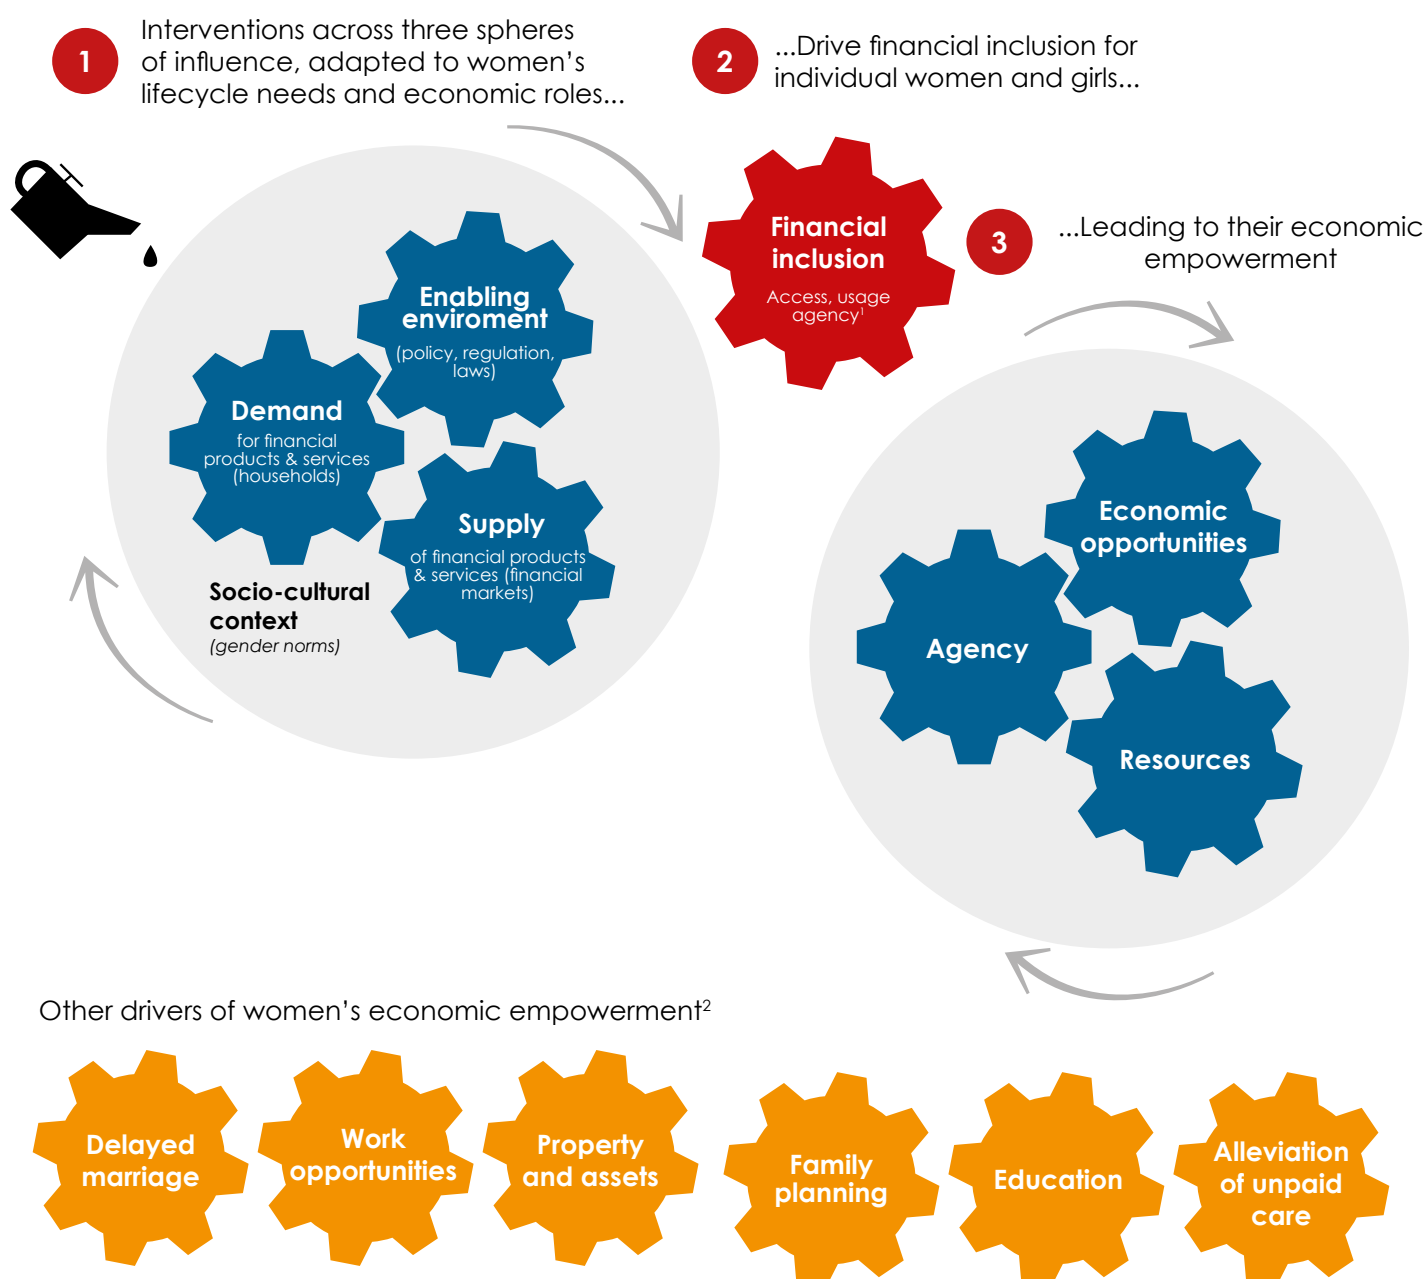 1
Interventions across three spheres
of influence, adapted to women’s
lifecycle needs and economic roles...
2
...Drive financial inclusion for
individual women and girls...
Financial
inclusion
Access, usage
agency¹
3
...Leading to their economic
empowerment
Enabling
enviroment
(policy, regulation,
laws)
Demand
for financial
products & services
(households)
Supply
of financial products
& services (financial
markets)
Socio-cultural
context
(gender norms)
Economic
opportunities
Agency
Resources
Other drivers of women’s economic empowerment²
Delayed
marriage
Work
opportunities
Property
and assets
Family
planning
Education
Alleviation
of unpaid
care